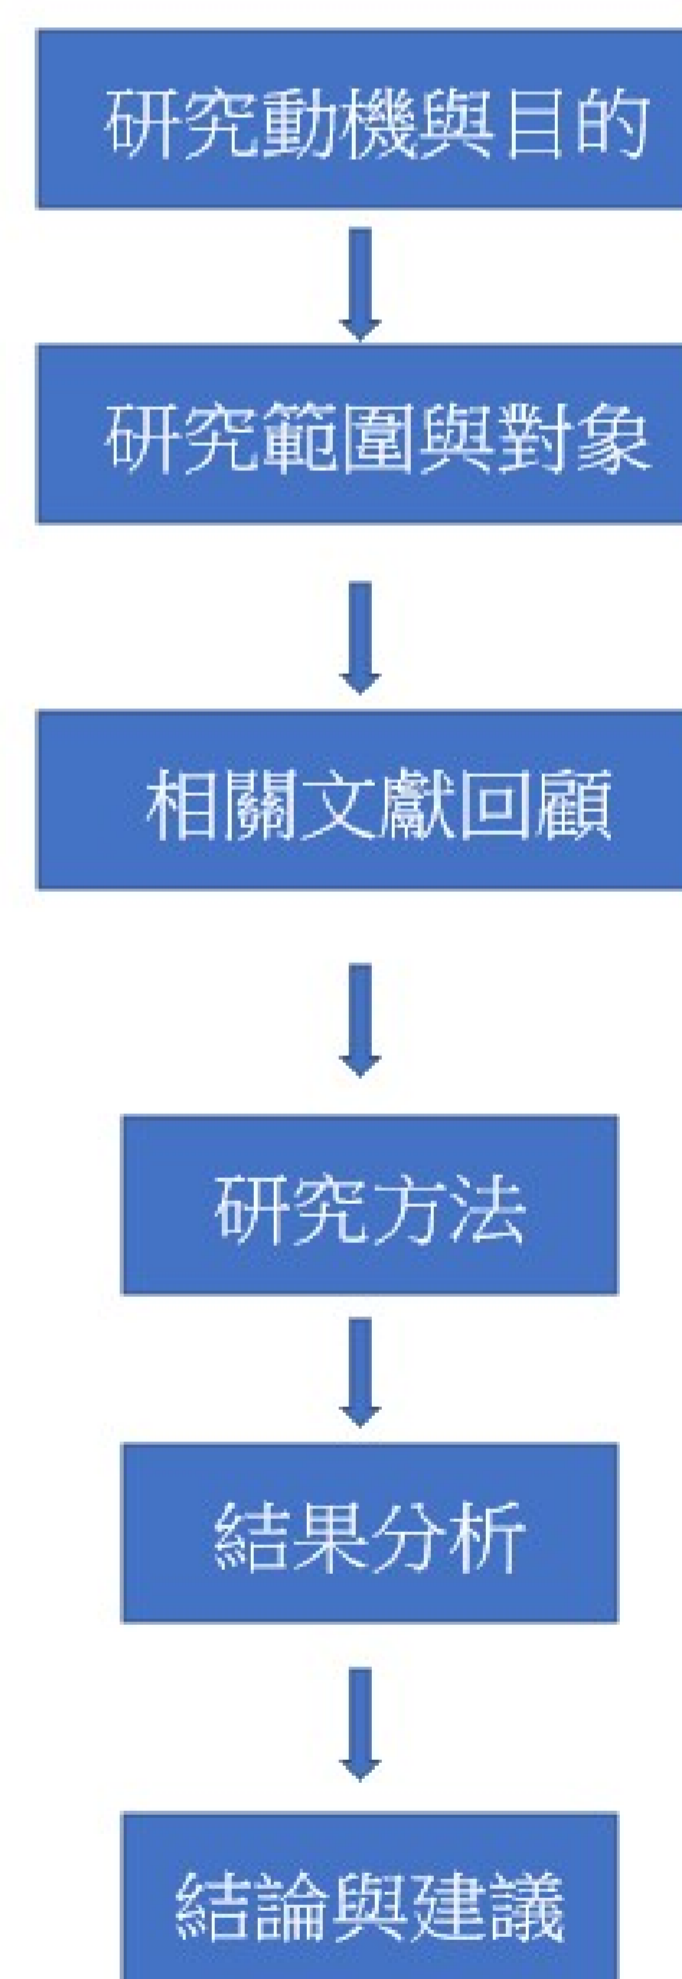 研究動機與目的
研究範圍與對象
相關文獻回顧
研究方法
結果分析
結論與建議